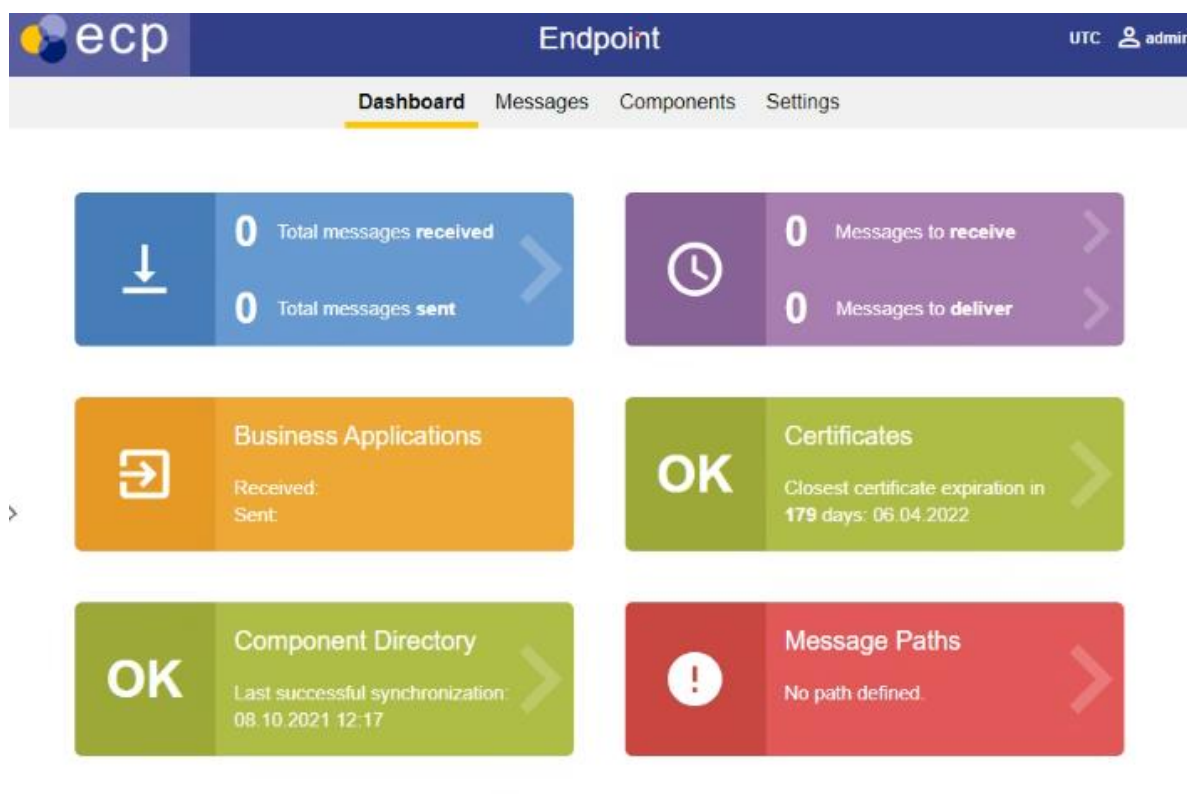 ecp
Endpoint
UTC admin
Dashboard Messages Components Settings
0 Total messages received
0 Total messages sent
0 Messages to receive
0 Messages to deliver
Business Applications
Received:
Sent:
OK
Certificates
Closest certificate expiration in
179 days: 06.04.2022
OK
Component Directory
Last successful synchronization:
08.10.2021 12:17
!
Message Paths
No path defined.